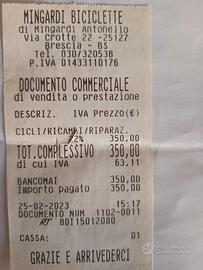 MINGARDI BICICLETTE
di Mingardi Antonello
Via Crotte 22 -25127
Brescia - BS
Tel. 030/320538
P.IVA 01433110176
DOCUMENTO COMMERCIALE
di vendita o prestazione
DESCRIZ. IVA Prezzo(€)
CICLI/RICAMBI/RIPARAZ.
22% 350,00
TOT.COMPLESSIVO 350,00
di cui IVA 63,11
BANCOMAT 350,00
Importo pagato 350,00
25-02-2023 15:17
DOCUMENTO NUM 1102-0011
RT 80I15012080
CASSA: 01
GRAZIE E ARRIVEDERCI
subito